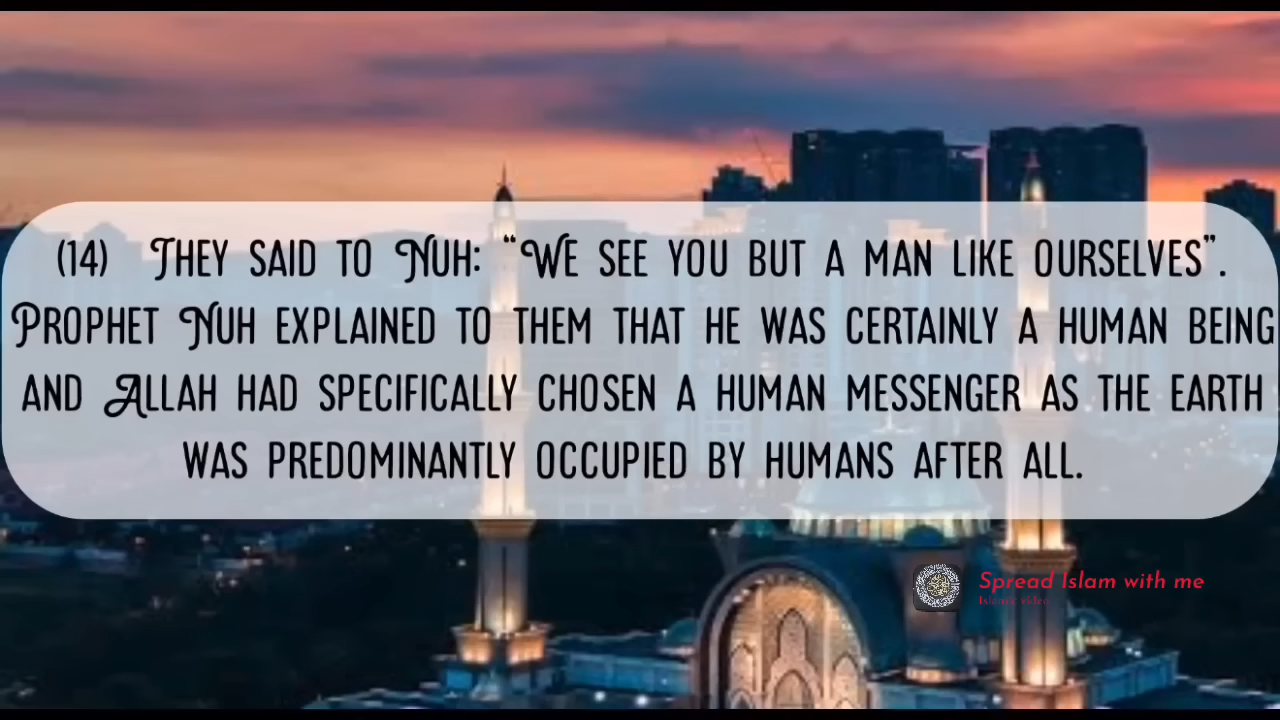 (14) They said to Nuh: “We see you but a man like ourselves”.
Prophet Nuh explained to them that he was certainly a human being
and Allah had specifically chosen a human messenger as the earth
was predominantly occupied by humans after all.
Spread Islam with me
Islamic video